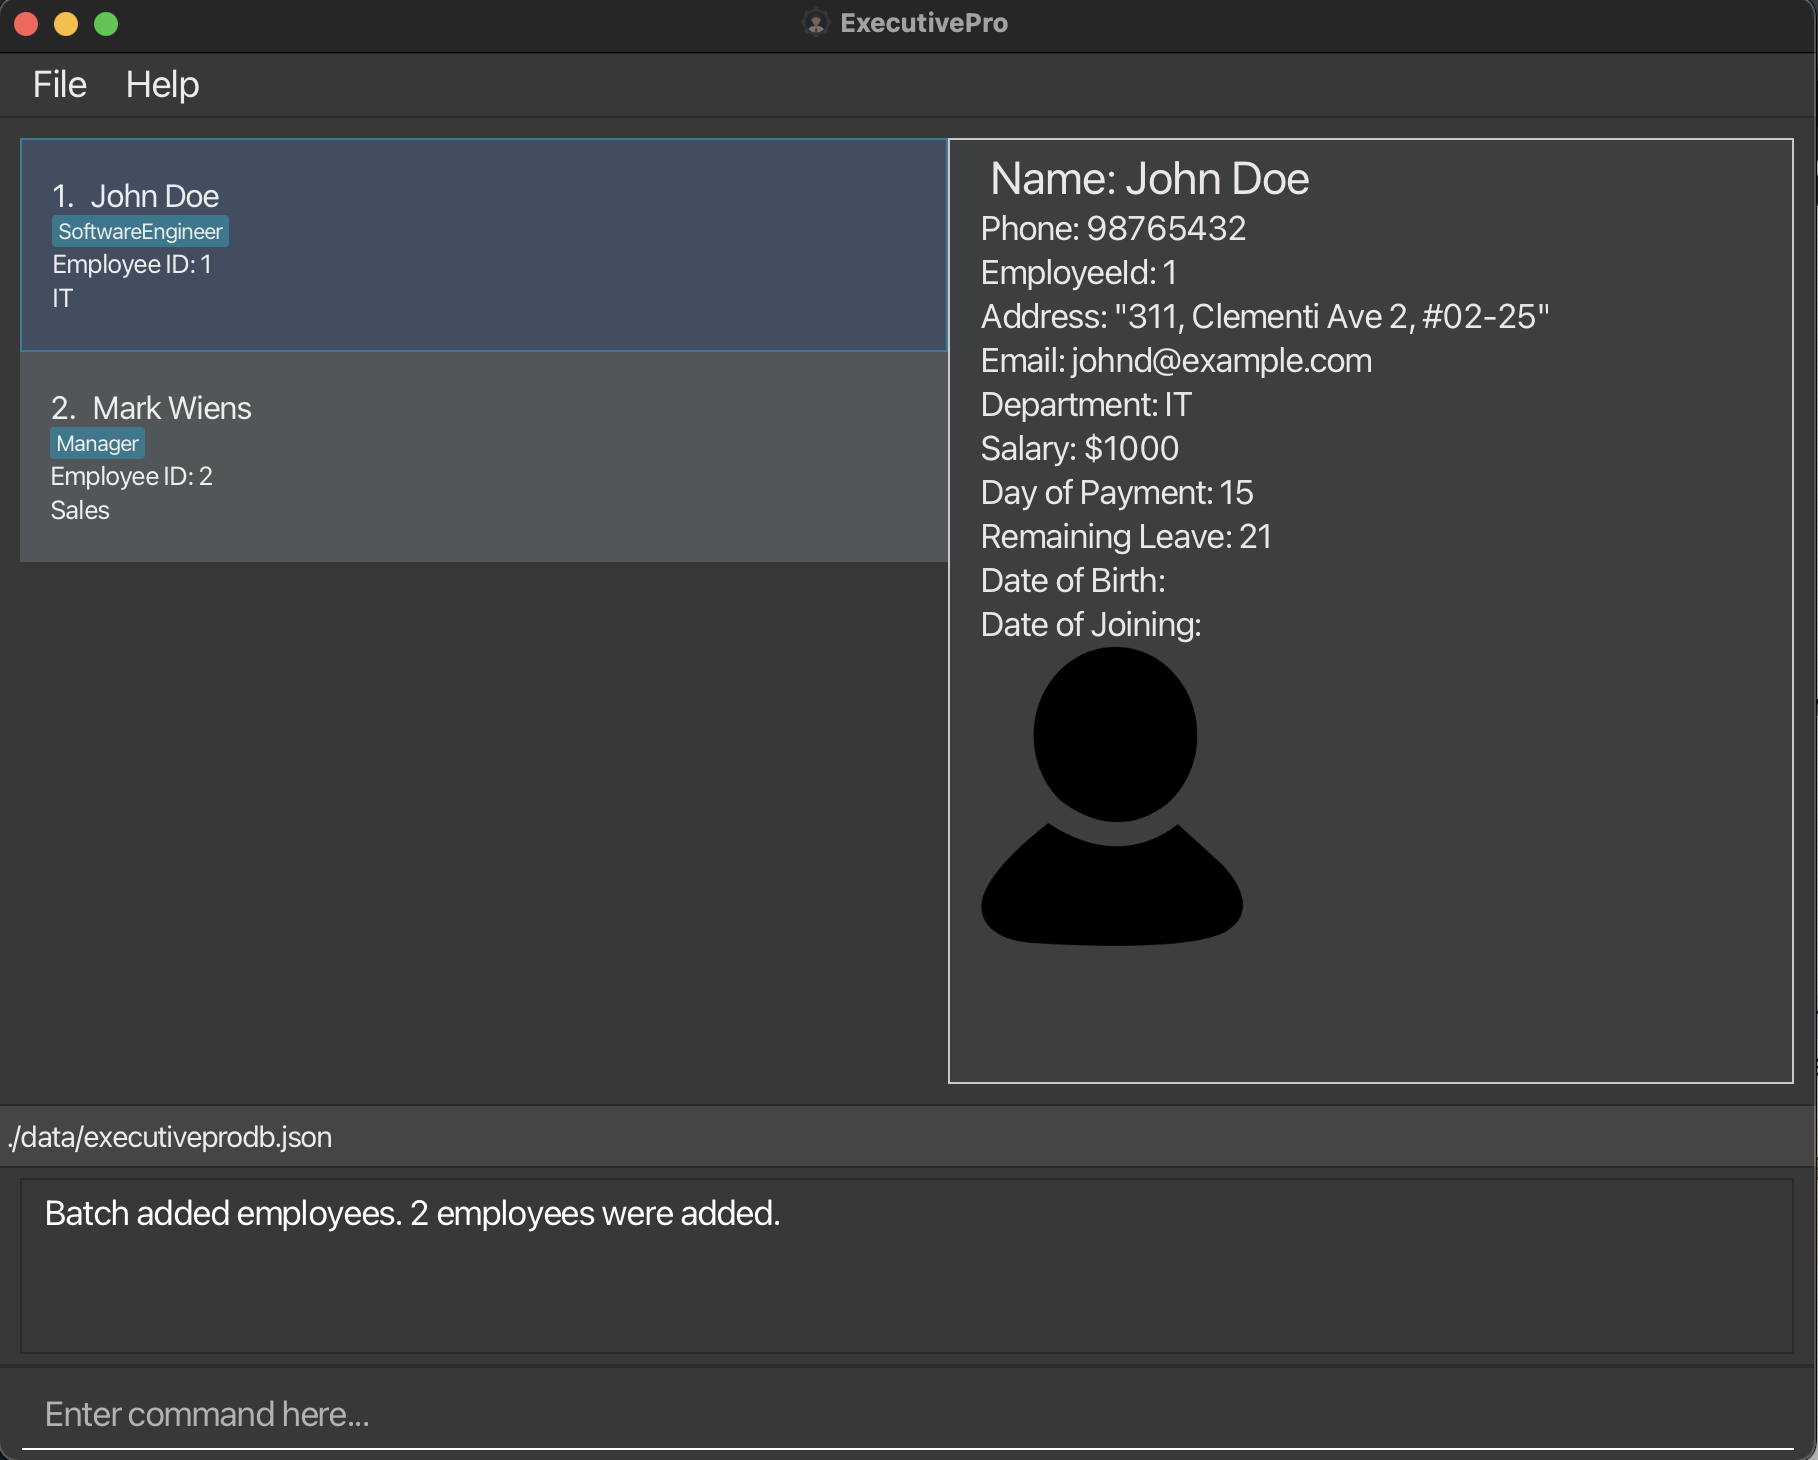 ExecutivePro
File Help
1. John Doe
SoftwareEngineer
Employee ID: 1
IT
2. Mark Wiens
Manager
Employee ID: 2
Sales
Name: John Doe
Phone: 98765432
EmployeeId: 1
Address: "311, Clementi Ave 2, #02-25"
Email: johnd@example.com
Department: IT
Salary: $1000
Day of Payment: 15
Remaining Leave: 21
Date of Birth:
Date of Joining:
./data/executiveprodb.json
Batch added employees. 2 employees were added.
Enter command here...